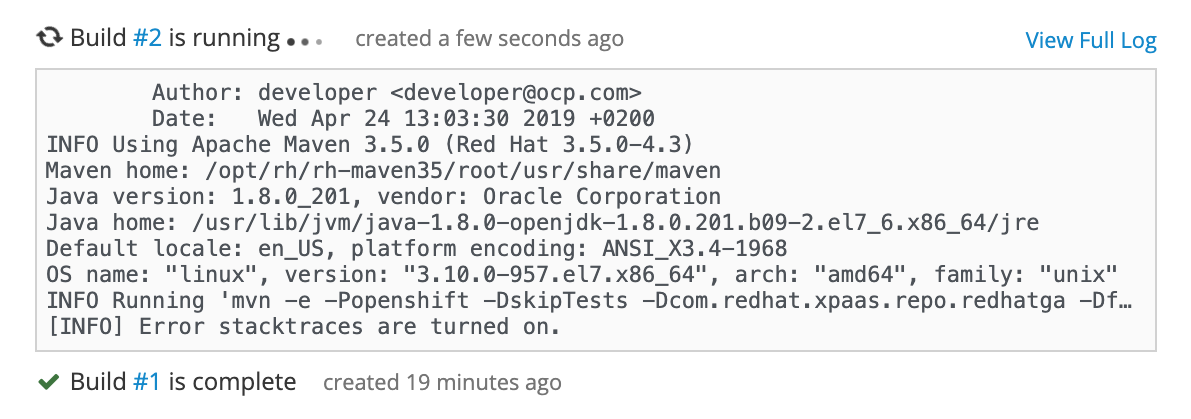 Build #2 is running... created a few seconds ago View Full Log
Author: developer <developer@ocp.com>
Date: Wed Apr 24 13:03:30 2019 +0200
INFO Using Apache Maven 3.5.0 (Red Hat 3.5.0-4.3)
Maven home: /opt/rh/rh-maven35/root/usr/share/maven
Java version: 1.8.0_201, vendor: Oracle Corporation
Java home: /usr/lib/jvm/java-1.8.0-openjdk-1.8.0.201.b09-2.el7_6.x86_64/jre
Default locale: en_US, platform encoding: ANSI_X3.4-1968
OS name: "linux", version: "3.10.0-957.el7.x86_64", arch: "amd64", family: "unix"
INFO Running 'mvn -e -Popenshift -DskipTests -Dcom.redhat.xpaas.repo.redhatga -Df…
[INFO] Error stacktraces are turned on.
Build #1 is complete created 19 minutes ago